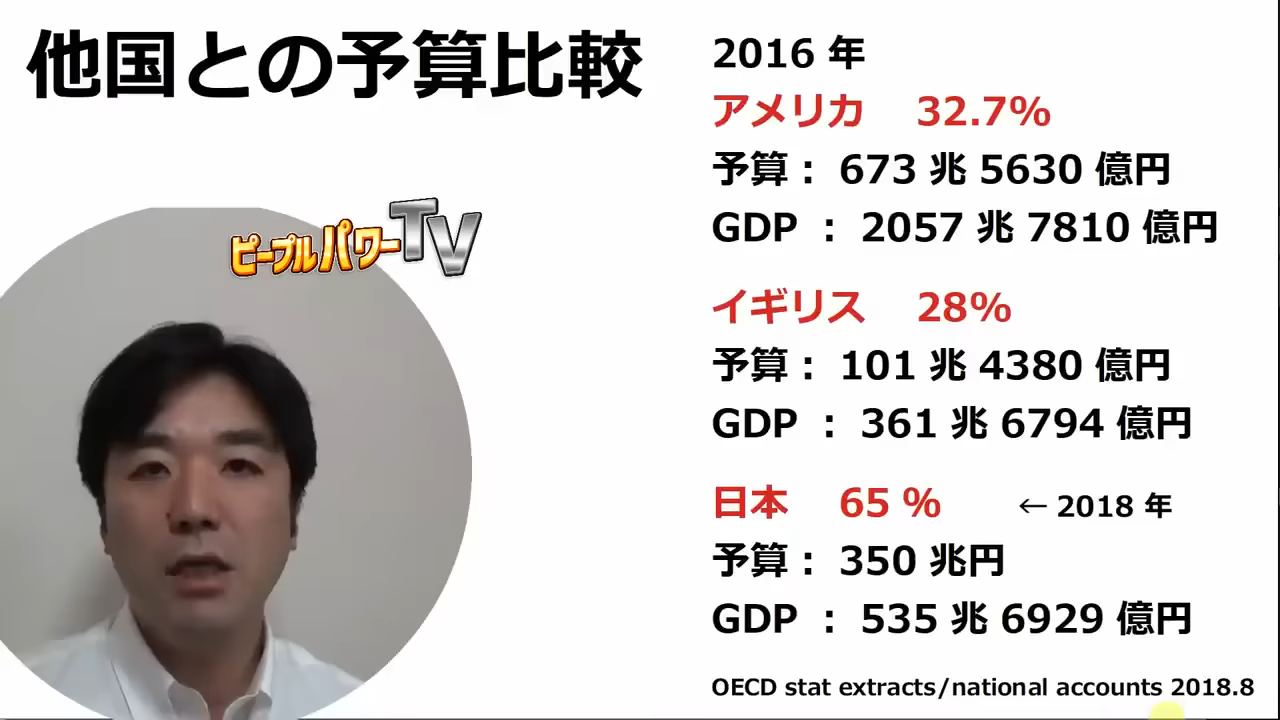 他国との予算比較
ピープルパワーTV
2016 年
アメリカ 32.7%
予算： 673 兆 5630 億円
GDP ： 2057 兆 7810 億円
イギリス 28%
予算： 101 兆 4380 億円
GDP ： 361 兆 6794 億円
日本 65 % ← 2018 年
予算： 350 兆円
GDP ： 535 兆 6929 億円
OECD stat extracts/national accounts 2018.8